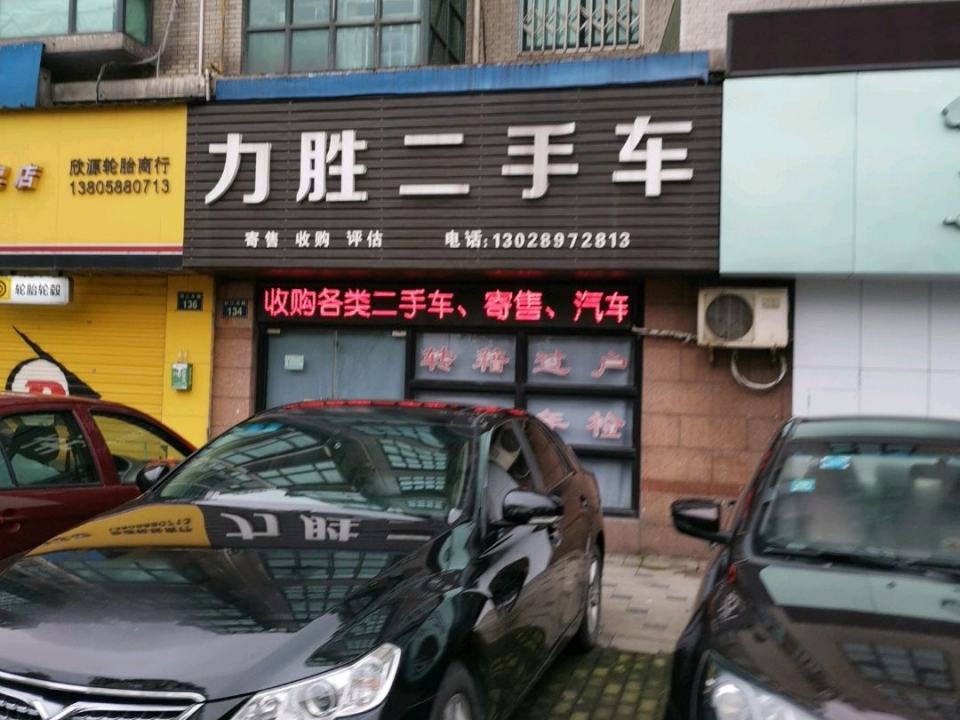 力胜二手车
寄售 收购 评估 电话:13028972813
店
欣源轮胎商行
13805880713
轮胎轮毂
136
134
收购各类二手车、寄售、汽车
转籍过户
年检